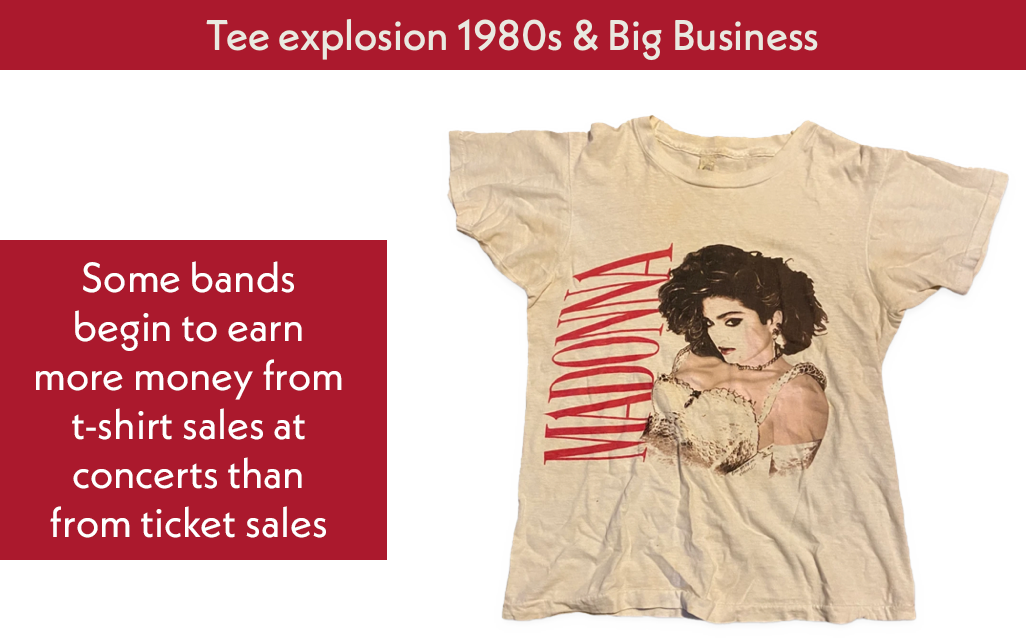 Tee explosion 1980s & Big Business
Some bands
begin to earn
more money from
t-shirt sales at
concerts than
from ticket sales
MADONNA